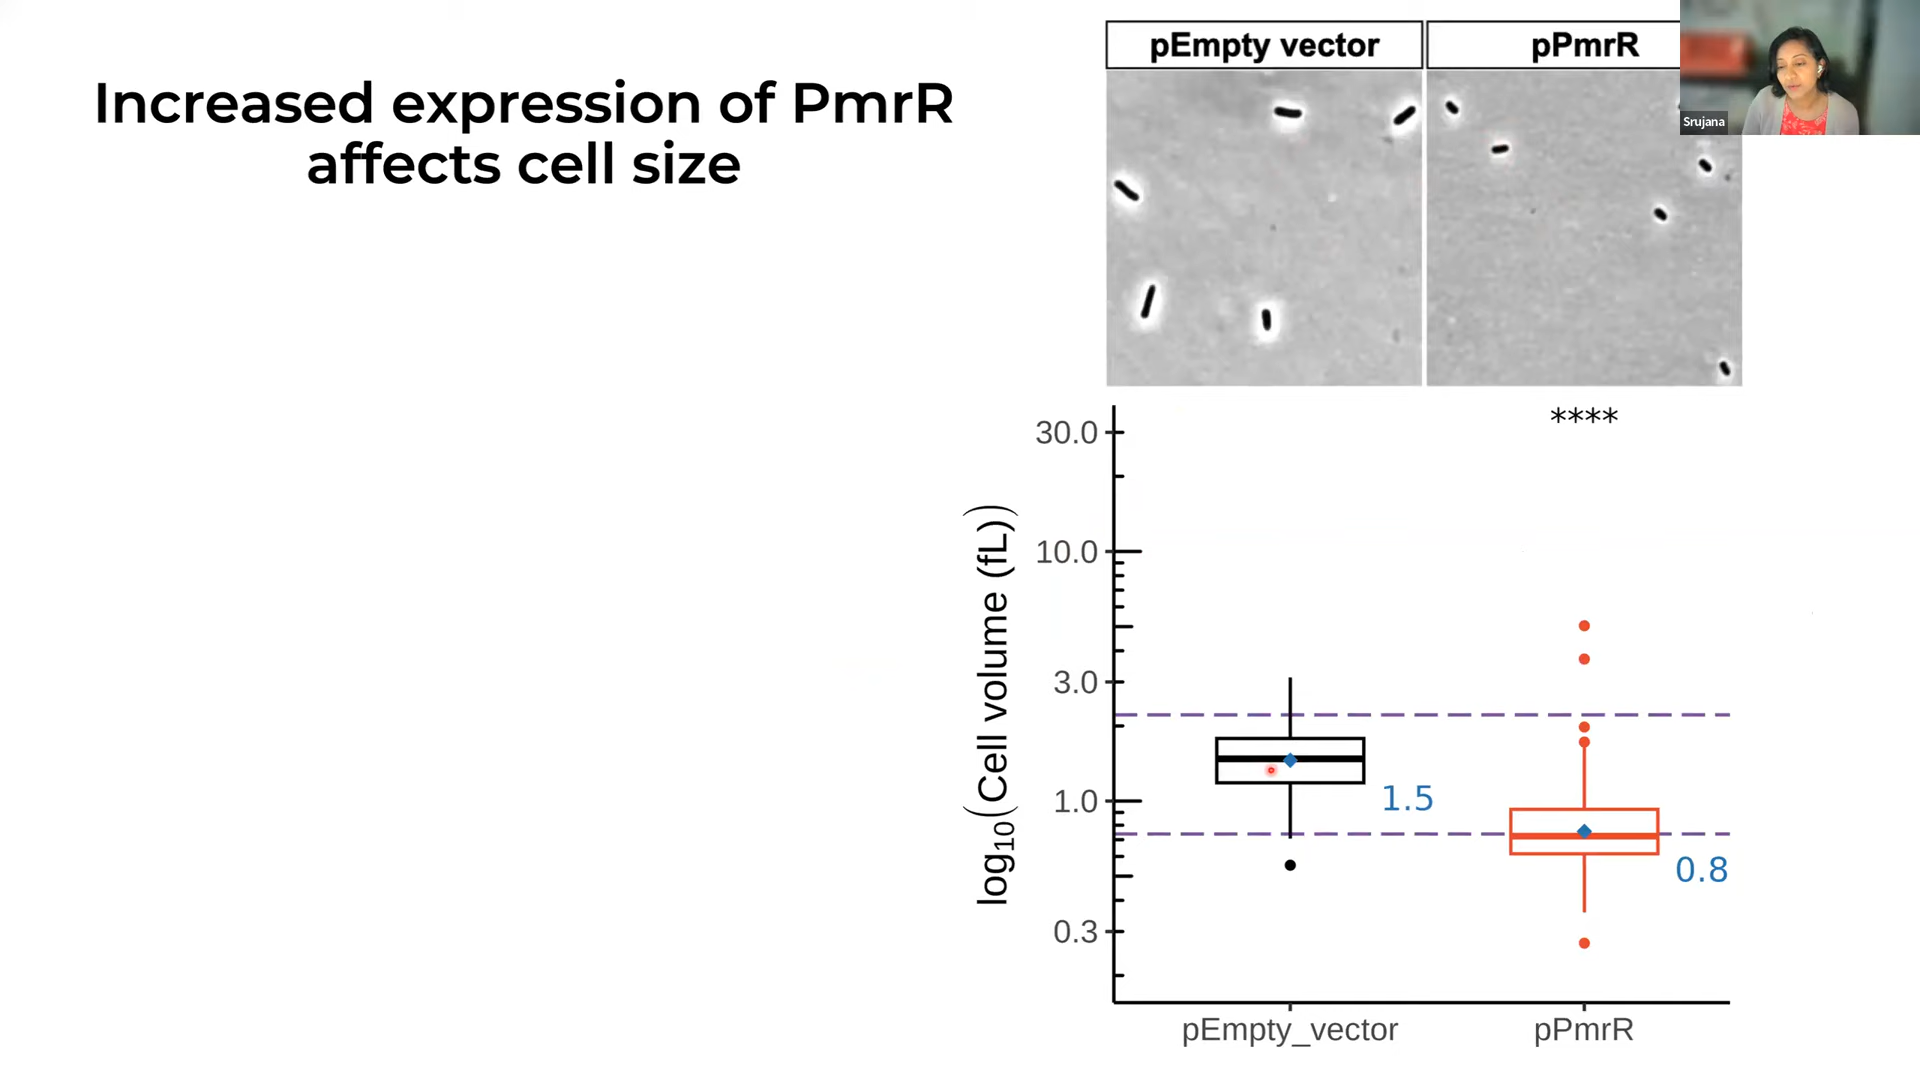 Increased expression of PmrR
affects cell size
pEmpty vector
pPmrR
Srujana
****
log10(Cell volume (fL))
30.0
10.0
3.0
1.0
0.3
1.5
0.8
pEmpty_vector
pPmrR